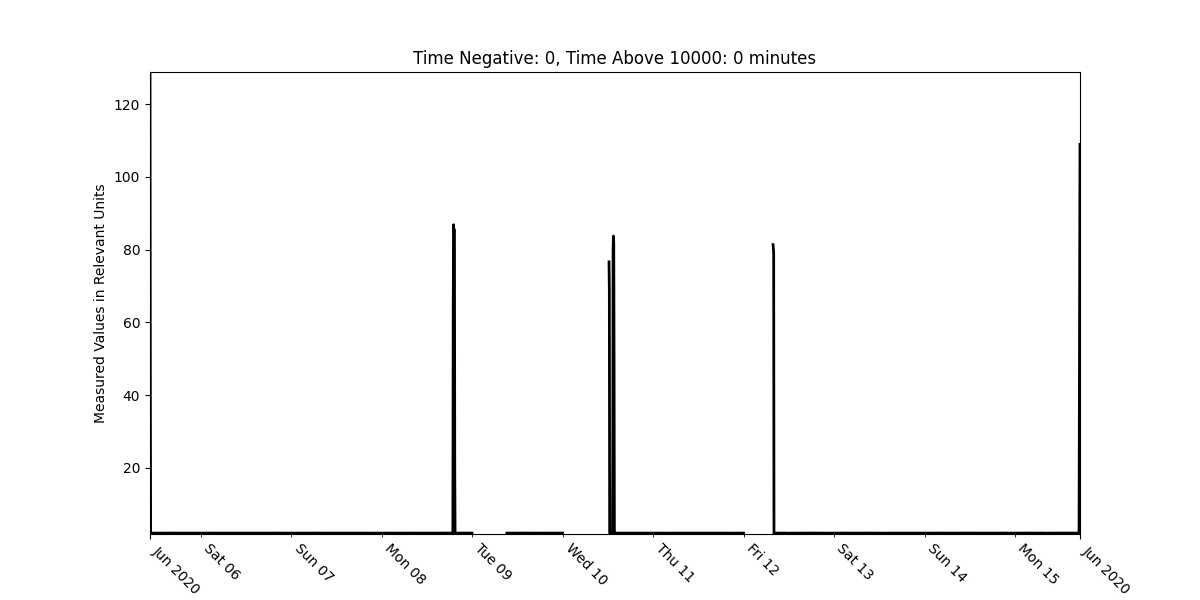 Time Negative: 0, Time Above 10000: 0 minutes
Measured Values in Relevant Units
120
100
80
60
40
20
Jun 2020
Sat 06
Sun 07
Mon 08
Tue 09
Wed 10
Thu 11
Fri 12
Sat 13
Sun 14
Mon 15
Jun 2020